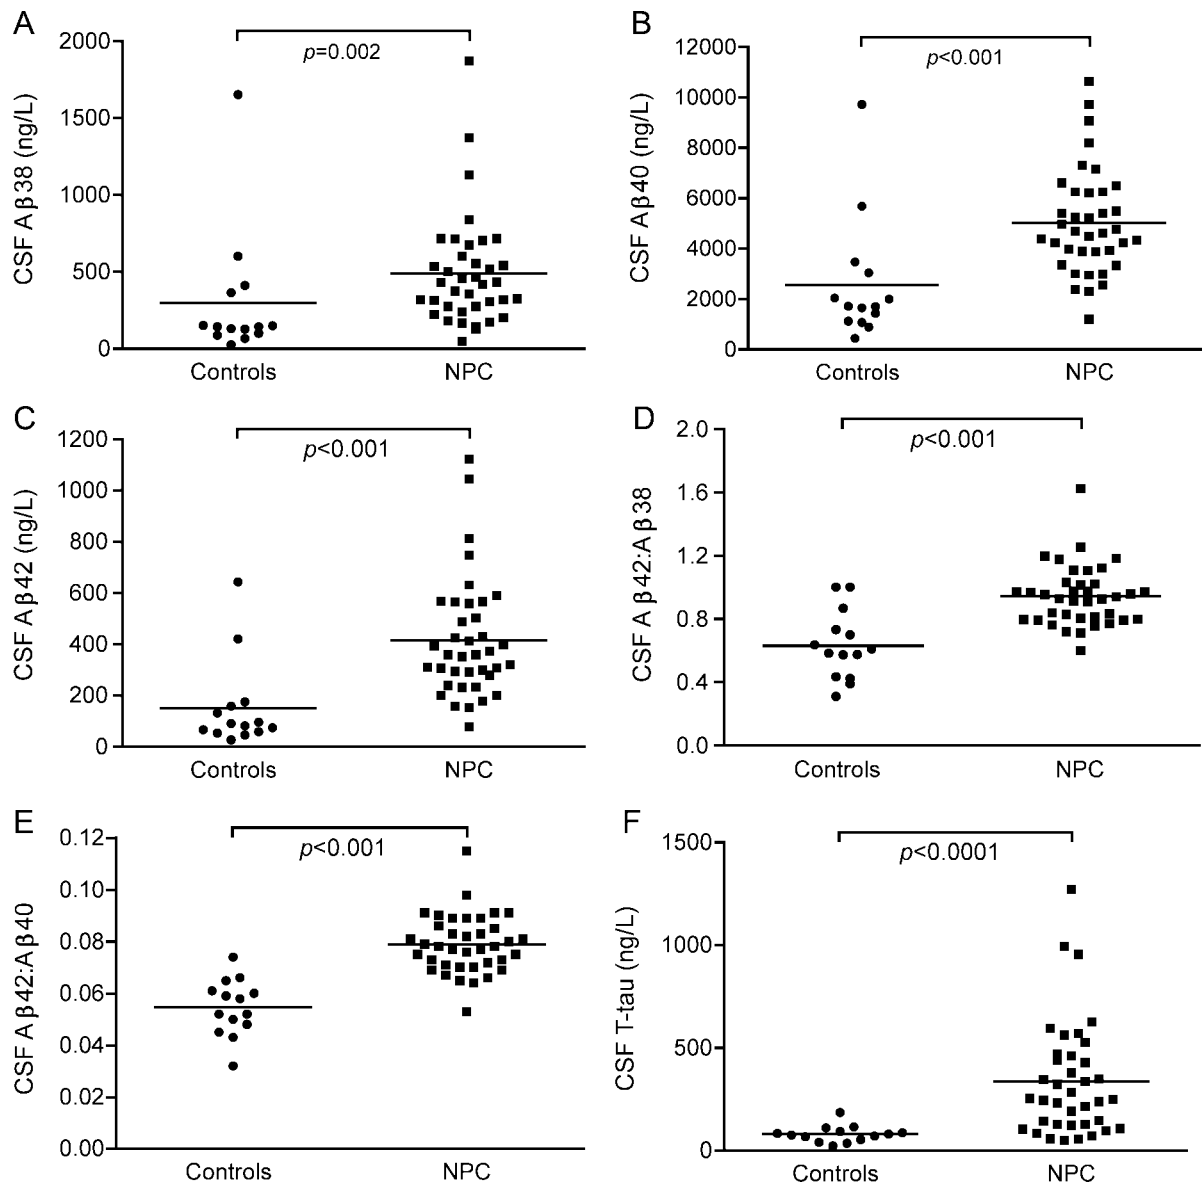 A
CSF Aβ38 (ng/L)
2000
1500
1000
500
0
p=0.002
Controls
NPC
B
CSF Aβ40 (ng/L)
12000
10000
8000
6000
4000
2000
0
p<0.001
Controls
NPC
C
CSF Aβ42 (ng/L)
1200
1000
800
600
400
200
0
p<0.001
Controls
NPC
D
CSF Aβ42:Aβ38
2.0
1.6
1.2
0.8
0.4
0.0
p<0.001
Controls
NPC
E
CSF Aβ42:Aβ40
0.12
0.10
0.08
0.06
0.04
0.02
0.00
p<0.001
Controls
NPC
F
CSF T-tau (ng/L)
1500
1000
500
0
p<0.0001
Controls
NPC